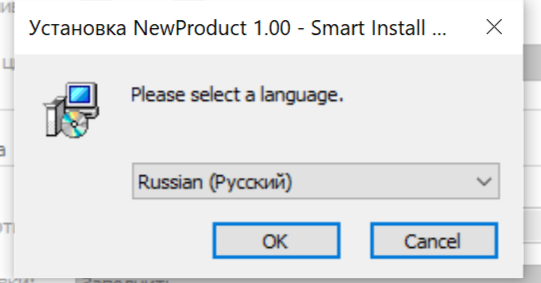 Установка NewProduct 1.00 - Smart Install ...
Please select a language.
Russian (Русский)
OK
Cancel